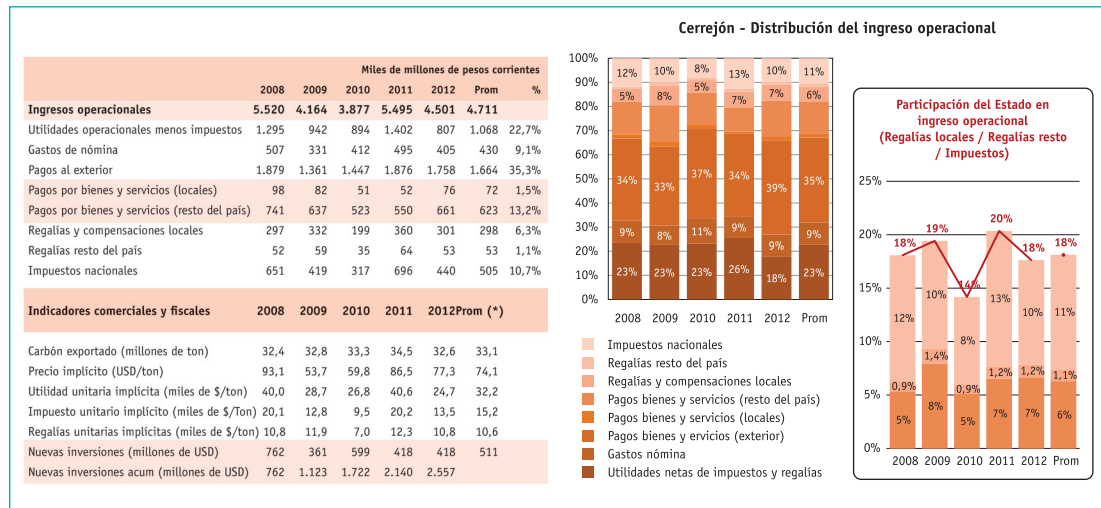 Miles de millones de pesos corrientes
2008 2009 2010 2011 2012 Prom %
Ingresos operacionales 5.520 4.164 3.877 5.495 4.501 4.711
Utilidades operacionales menos impuestos 1.295 942 894 1.402 807 1.068 22,7%
Gastos de nómina 507 331 412 495 405 430 9,1%
Pagos al exterior 1.879 1.361 1.447 1.876 1.758 1.664 35,3%
Pagos por bienes y servicios (locales) 98 82 51 52 76 72 1,5%
Pagos por bienes y servicios (resto del país) 741 637 523 550 661 623 13,2%
Regalías y compensaciones locales 297 332 199 360 301 298 6,3%
Regalías resto del país 52 59 35 64 53 53 1,1%
Impuestos nacionales 651 419 317 696 440 505 10,7%
Indicadores comerciales y fiscales 2008 2009 2010 2011 2012Prom (*)
Carbón exportado (millones de ton) 32,4 32,8 33,3 34,5 32,6 33,1
Precio implícito (USD/ton) 93,1 53,7 59,8 86,5 77,3 74,1
Utilidad unitaria implícita (miles de $/ton) 40,0 28,7 26,8 40,6 24,7 32,2
Impuesto unitario implícito (miles de $/Ton) 20,1 12,8 9,5 20,2 13,5 15,2
Regalías unitarias implícitas (miles de $/ton) 10,8 11,9 7,0 12,3 10,8 10,6
Nuevas inversiones (millones de USD) 762 361 599 418 418 511
Nuevas inversiones acum (millones de USD) 762 1.123 1.722 2.140 2.557
Cerrejón - Distribución del ingreso operacional
100%
90%
80%
70%
60%
50%
40%
30%
20%
10%
0%
12% 10% 8% 13% 10% 11%
5% 8% 5% 7% 7% 6%
34% 33% 37% 34% 39% 35%
9% 8% 11% 9% 9% 9%
23% 23% 23% 26% 18% 23%
2008 2009 2010 2011 2012 Prom
Impuestos nacionales
Regalías resto del país
Regalías y compensaciones locales
Pagos bienes y servicios (resto del país)
Pagos bienes y servicios (locales)
Pagos bienes y ervicios (exterior)
Gastos nómina
Utilidades netas de impuestos y regalías
Participación del Estado en
ingreso operacional
(Regalías locales / Regalías resto
/ Impuestos)
25%
20%
15%
10%
5%
0%
18% 19% 14% 20% 18% 18%
12% 10% 8% 13% 10% 11%
0,9% 1,4% 0,9% 1,2% 1,2% 1,1%
5% 8% 5% 7% 7% 6%
2008 2009 2010 2011 2012 Prom